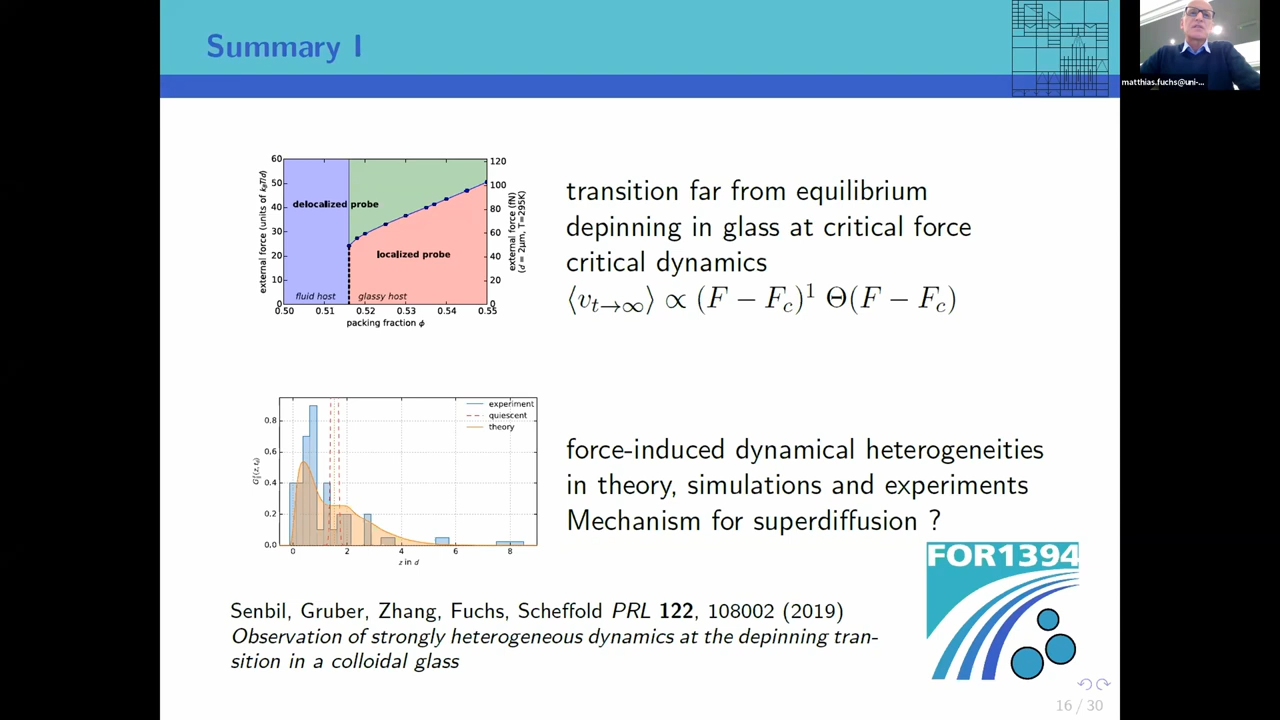 Summary I
matthias.fuchs@uni-...
60
50
40
30
20
10
0
120
100
80
60
40
20
0
external force (units of k_BT/d)
external force (fN)
(d = 2μm, T=295K)
delocalized probe
localized probe
fluid host
glassy host
0.50 0.51 0.52 0.53 0.54 0.55
packing fraction ϕ
transition far from equilibrium
depinning in glass at critical force
critical dynamics
⟨v_{t→∞}⟩ ∝ (F − F_c)^1 Θ(F − F_c)
experiment
quiescent
theory
0.8
0.6
0.4
0.2
0.0
0 2 4 6 8
z in d
force-induced dynamical heterogeneities
in theory, simulations and experiments
Mechanism for superdiffusion ?
FOR1394
Senbil, Gruber, Zhang, Fuchs, Scheffold PRL 122, 108002 (2019)
Observation of strongly heterogeneous dynamics at the depinning tran-
sition in a colloidal glass
16 / 30